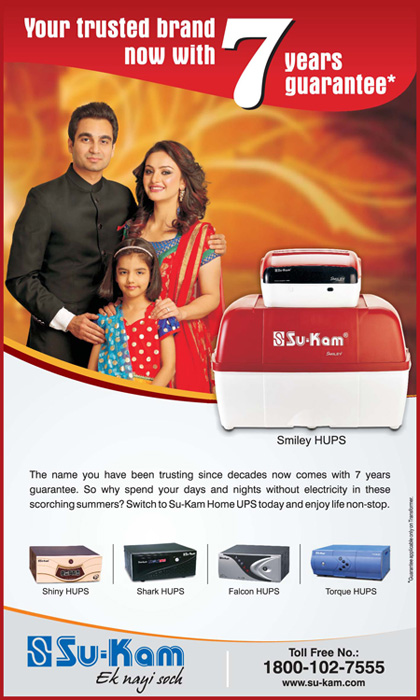 Your trusted brand
now with 7 years
guarantee*
Su-Kam
Su-Kam®
SMILEY
Smiley HUPS
The name you have been trusting since decades now comes with 7 years
guarantee. So why spend your days and nights without electricity in these
scorching summers? Switch to Su-Kam Home UPS today and enjoy life non-stop.
*Guarantee applicable only on Transformer.
Shiny HUPS
Shark HUPS
Falcon HUPS
Torque HUPS
Su-Kam
Ek nayi soch
Toll Free No.:
1800-102-7555
www.su-kam.com